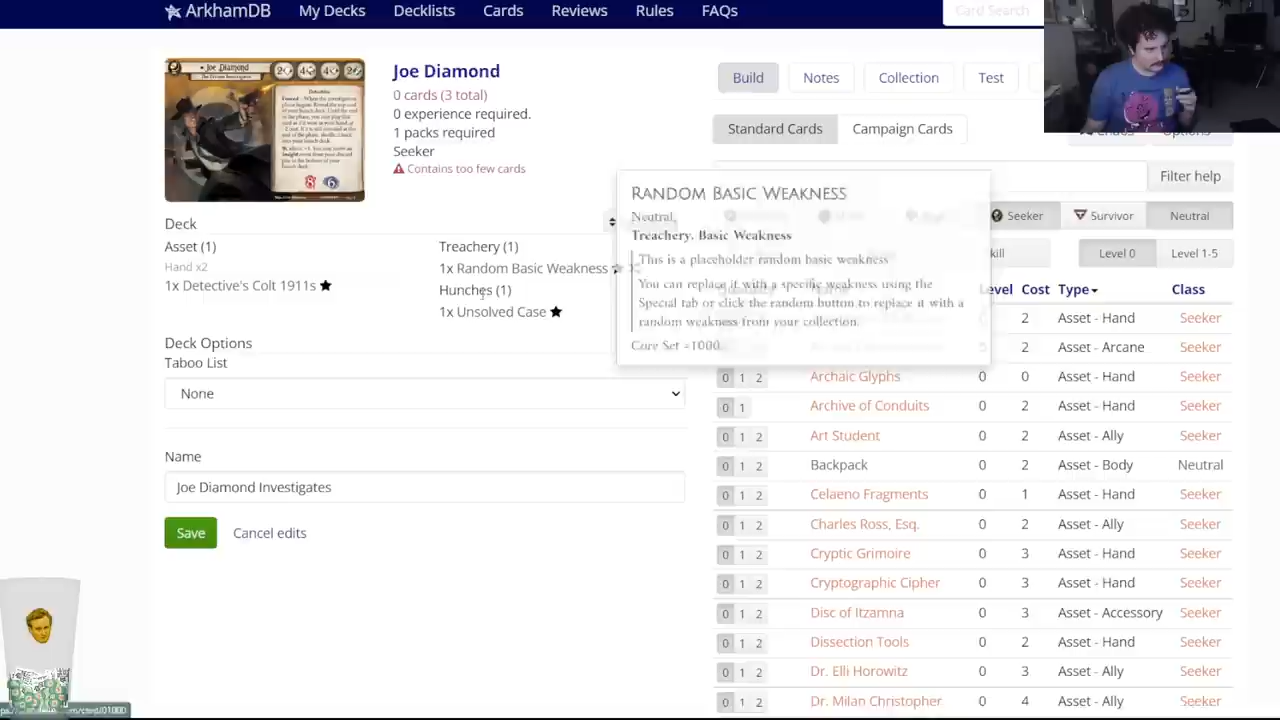 ArkhamDB My Decks Decklists Cards Reviews Rules FAQs Card Search
Joe Diamond
Joe Diamond
0 cards (3 total)
0 experience required.
1 packs required
Seeker
Contains too few cards
Build Notes Collection Test
Standard Cards Campaign Cards
Options
Filter help
Seeker Survivor Neutral
Level 0 Level 1-5
Deck
Asset (1)
Hand x2
1x Detective's Colt 1911s
Treachery (1)
1x Random Basic Weakness
Hunches (1)
1x Unsolved Case
Random Basic Weakness
Neutral.
Treachery. Basic Weakness
This is a placeholder random basic weakness
You can replace it with a specific weakness using the
Special tab or click the random button to replace it with a
random weakness from your collection.
Core Set #1000.
Deck Options
Taboo List
None
Name
Joe Diamond Investigates
Save Cancel edits
Level Cost Type Class
2 Asset - Hand Seeker
2 Asset - Arcane Seeker
0 1 2 Archaic Glyphs 0 0 Asset - Hand Seeker
0 1 Archive of Conduits 0 2 Asset - Arcane Seeker
0 1 2 Art Student 0 2 Asset - Ally Seeker
0 1 2 Backpack 0 2 Asset - Body Neutral
0 1 2 Celaeno Fragments 0 1 Asset - Hand Seeker
0 1 2 Charles Ross, Esq. 0 2 Asset - Ally Seeker
0 1 2 Cryptic Grimoire 0 3 Asset - Hand Seeker
0 1 2 Cryptographic Cipher 0 3 Asset - Hand Seeker
0 1 2 Disc of Itzamna 0 3 Asset - Accessory Seeker
0 1 2 Dissection Tools 0 2 Asset - Hand Seeker
0 1 2 Dr. Elli Horowitz 0 3 Asset - Ally Seeker
0 1 2 Dr. Milan Christopher 0 4 Asset - Ally Seeker